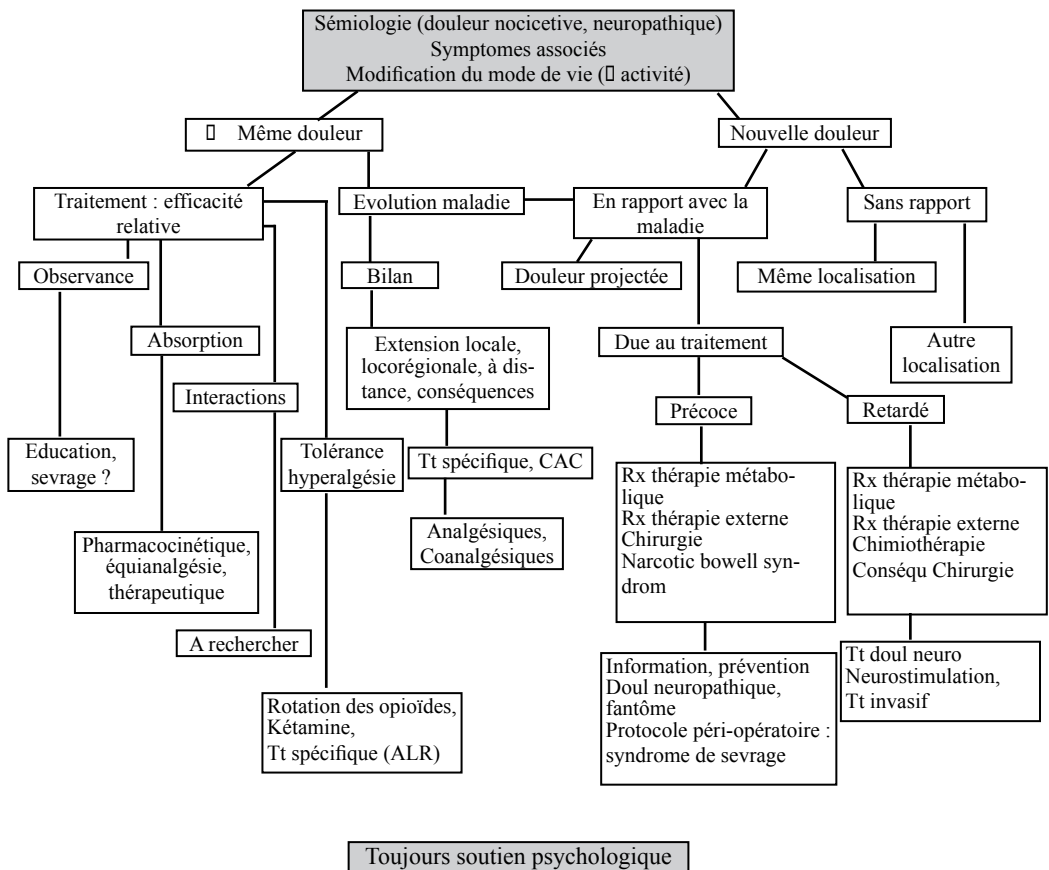 Sémiologie (douleur nocicetive, neuropathique)
Symptomes associés
Modification du mode de vie (▯ activité)
▯ Même douleur
Nouvelle douleur
Traitement : efficacité
relative
Evolution maladie
En rapport avec la
maladie
Sans rapport
Observance
Bilan
Douleur projectée
Même localisation
Absorption
Extension locale,
locorégionale, à dis-
tance, conséquences
Due au traitement
Autre
localisation
Interactions
Précoce
Retardé
Education,
sevrage ?
Tolérance
hyperalgésie
Tt spécifique, CAC
Rx thérapie métabo-
lique
Rx thérapie externe
Chirurgie
Narcotic bowell syn-
drom
Rx thérapie métabo-
lique
Rx thérapie externe
Chimiothérapie
Conséqu Chirurgie
Analgésiques,
Coanalgésiques
Pharmacocinétique,
équianalgésie,
thérapeutique
A rechercher
Information, prévention
Doul neuropathique,
fantôme
Protocole péri-opératoire :
syndrome de sevrage
Tt doul neuro
Neurostimulation,
Tt invasif
Rotation des opioïdes,
Kétamine,
Tt spécifique (ALR)
Toujours soutien psychologique